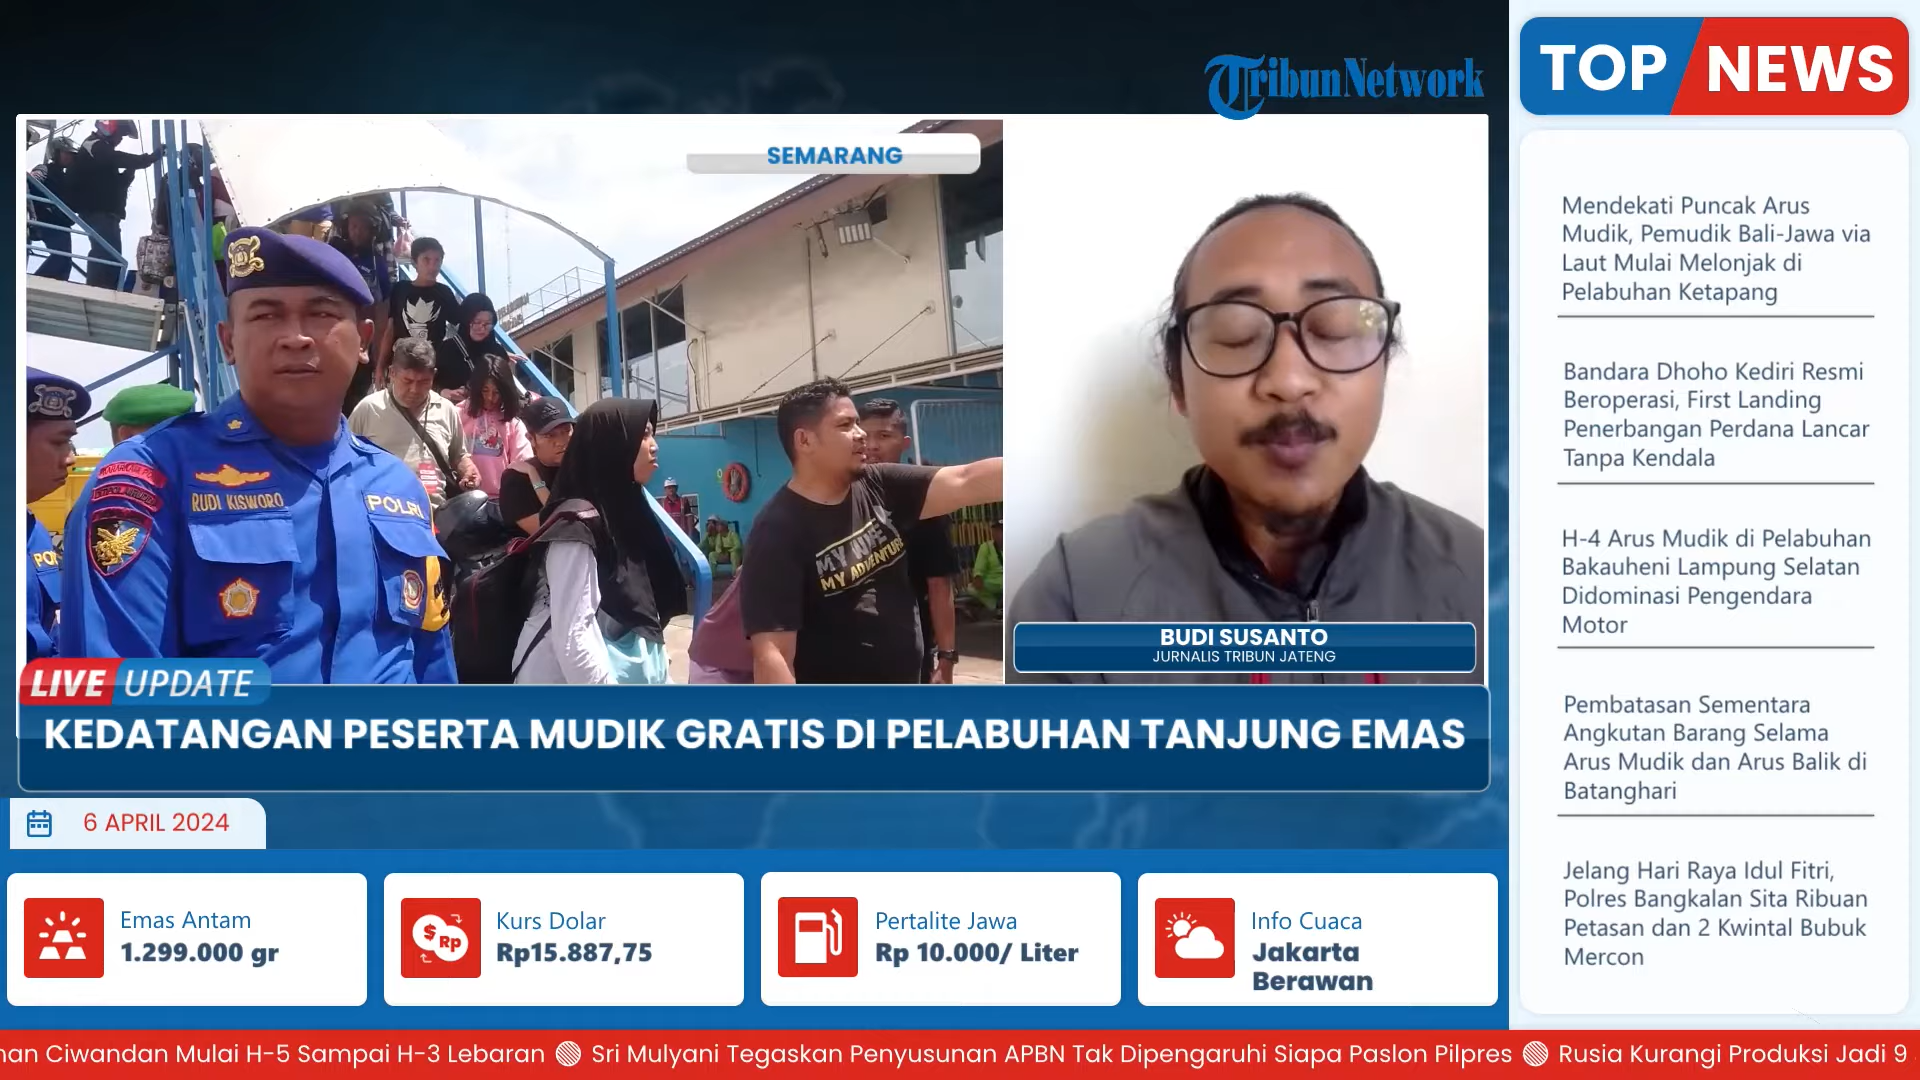 TribunNetwork
TOP NEWS
SEMARANG
RUDI KISWORO
POLRI
MY WIFE
MY ADVENTURE
BUDI SUSANTO
JURNALIS TRIBUN JATENG
LIVE UPDATE
KEDATANGAN PESERTA MUDIK GRATIS DI PELABUHAN TANJUNG EMAS
6 APRIL 2024
Emas Antam
1.299.000 gr
Kurs Dolar
Rp15.887,75
$ Rp
Pertalite Jawa
Rp 10.000/ Liter
Info Cuaca
Jakarta
Berawan
Mendekati Puncak Arus
Mudik, Pemudik Bali-Jawa via
Laut Mulai Melonjak di
Pelabuhan Ketapang
Bandara Dhoho Kediri Resmi
Beroperasi, First Landing
Penerbangan Perdana Lancar
Tanpa Kendala
H-4 Arus Mudik di Pelabuhan
Bakauheni Lampung Selatan
Didominasi Pengendara
Motor
Pembatasan Sementara
Angkutan Barang Selama
Arus Mudik dan Arus Balik di
Batanghari
Jelang Hari Raya Idul Fitri,
Polres Bangkalan Sita Ribuan
Petasan dan 2 Kwintal Bubuk
Mercon
Ciwandan Mulai H-5 Sampai H-3 Lebaran Sri Mulyani Tegaskan Penyusunan APBN Tak Dipengaruhi Siapa Paslon Pilpres Rusia Kurangi Produksi Jadi 9